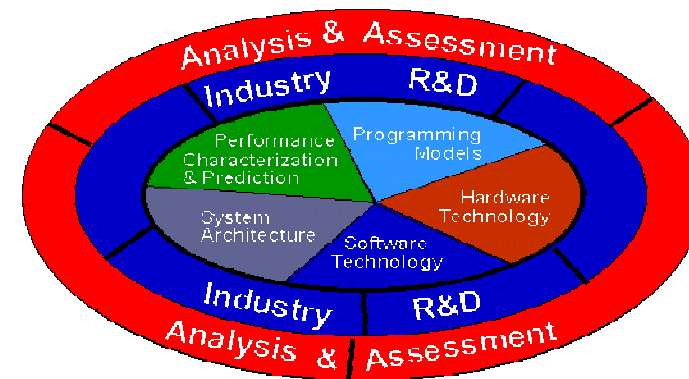 Analysis & Assessment
Industry R&D
Performance
Characterization
& Prediction
Programming
Models
Hardware
Technology
System
Architecture
Software
Technology
Industry R&D
Analysis & Assessment